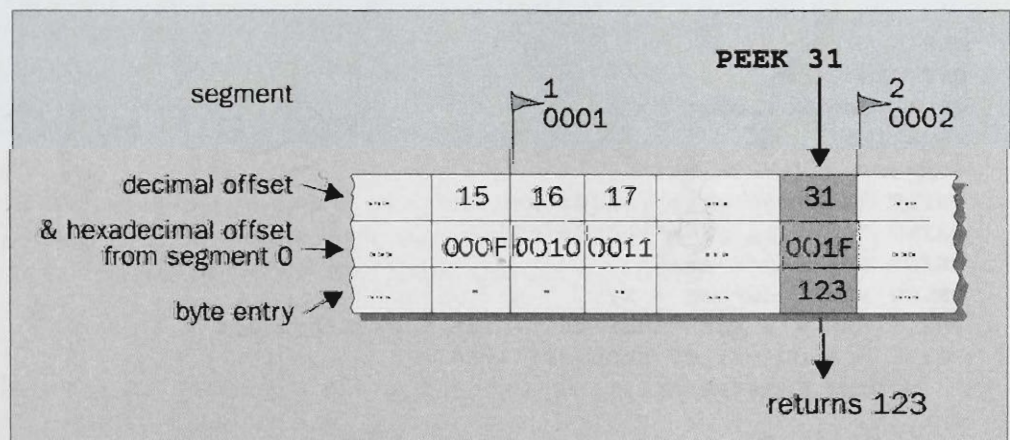 PEEK 31
segment
1
0001
2
0002
decimal offset
... 15 16 17 ... 31 ...
& hexadecimal offset
from segment 0
... 000F 0010 0011 ... 001F ...
byte entry
... - - - ... 123 ...
returns 123